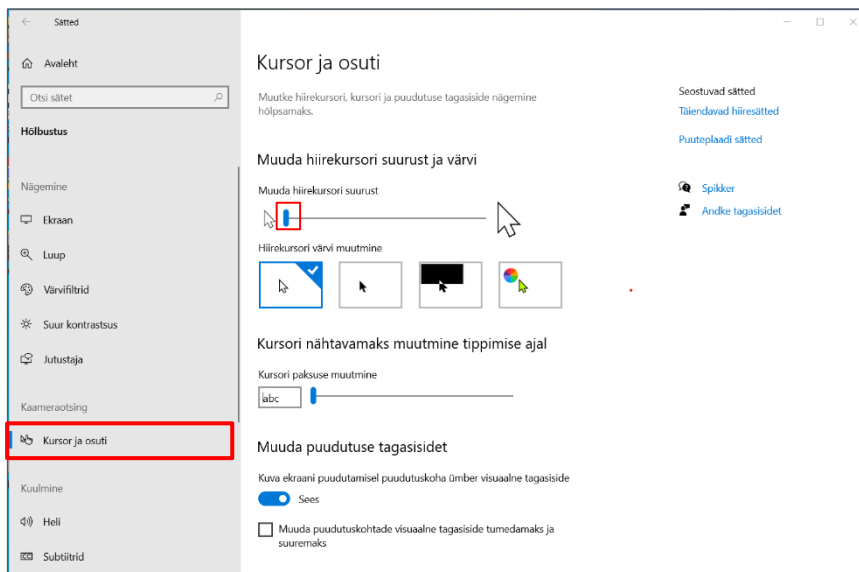 Sätted
Avaleht
Otsi sätet
Hõlbustus
Nägemine
Ekraan
Luup
Värvifiltrid
Suur kontrastsus
Jutustaja
Kaameraotsing
Kursor ja osuti
Kuulmine
Heli
Subtiitrid
Kursor ja osuti
Muutke hiirekursori, kursori ja puudutuse tagasiside nägemine
hõlpsamaks.
Muuda hiirekursori suurust ja värvi
Muuda hiirekursori suurust
Hiirekursori värvi muutmine
Kursori nähtavamaks muutmine tippimise ajal
Kursori paksuse muutmine
abc
Muuda puudutuse tagasisidet
Kuva ekraani puudutamisel puudutuskoha ümber visuaalne tagasiside
Sees
Muuda puudutuskohtade visuaalne tagasiside tumedamaks ja
suuremaks
Seostuvad sätted
Täiendavad hiiresätted
Puuteplaadi sätted
Spikker
Andke tagasisidet